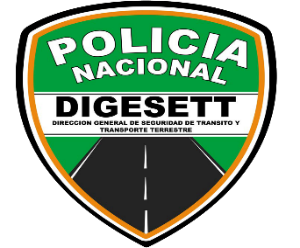 POLICIA
NACIONAL
DIGESETT
DIRECCION GENERAL DE SEGURIDAD DE TRANSITO Y
TRANSPORTE TERRESTRE